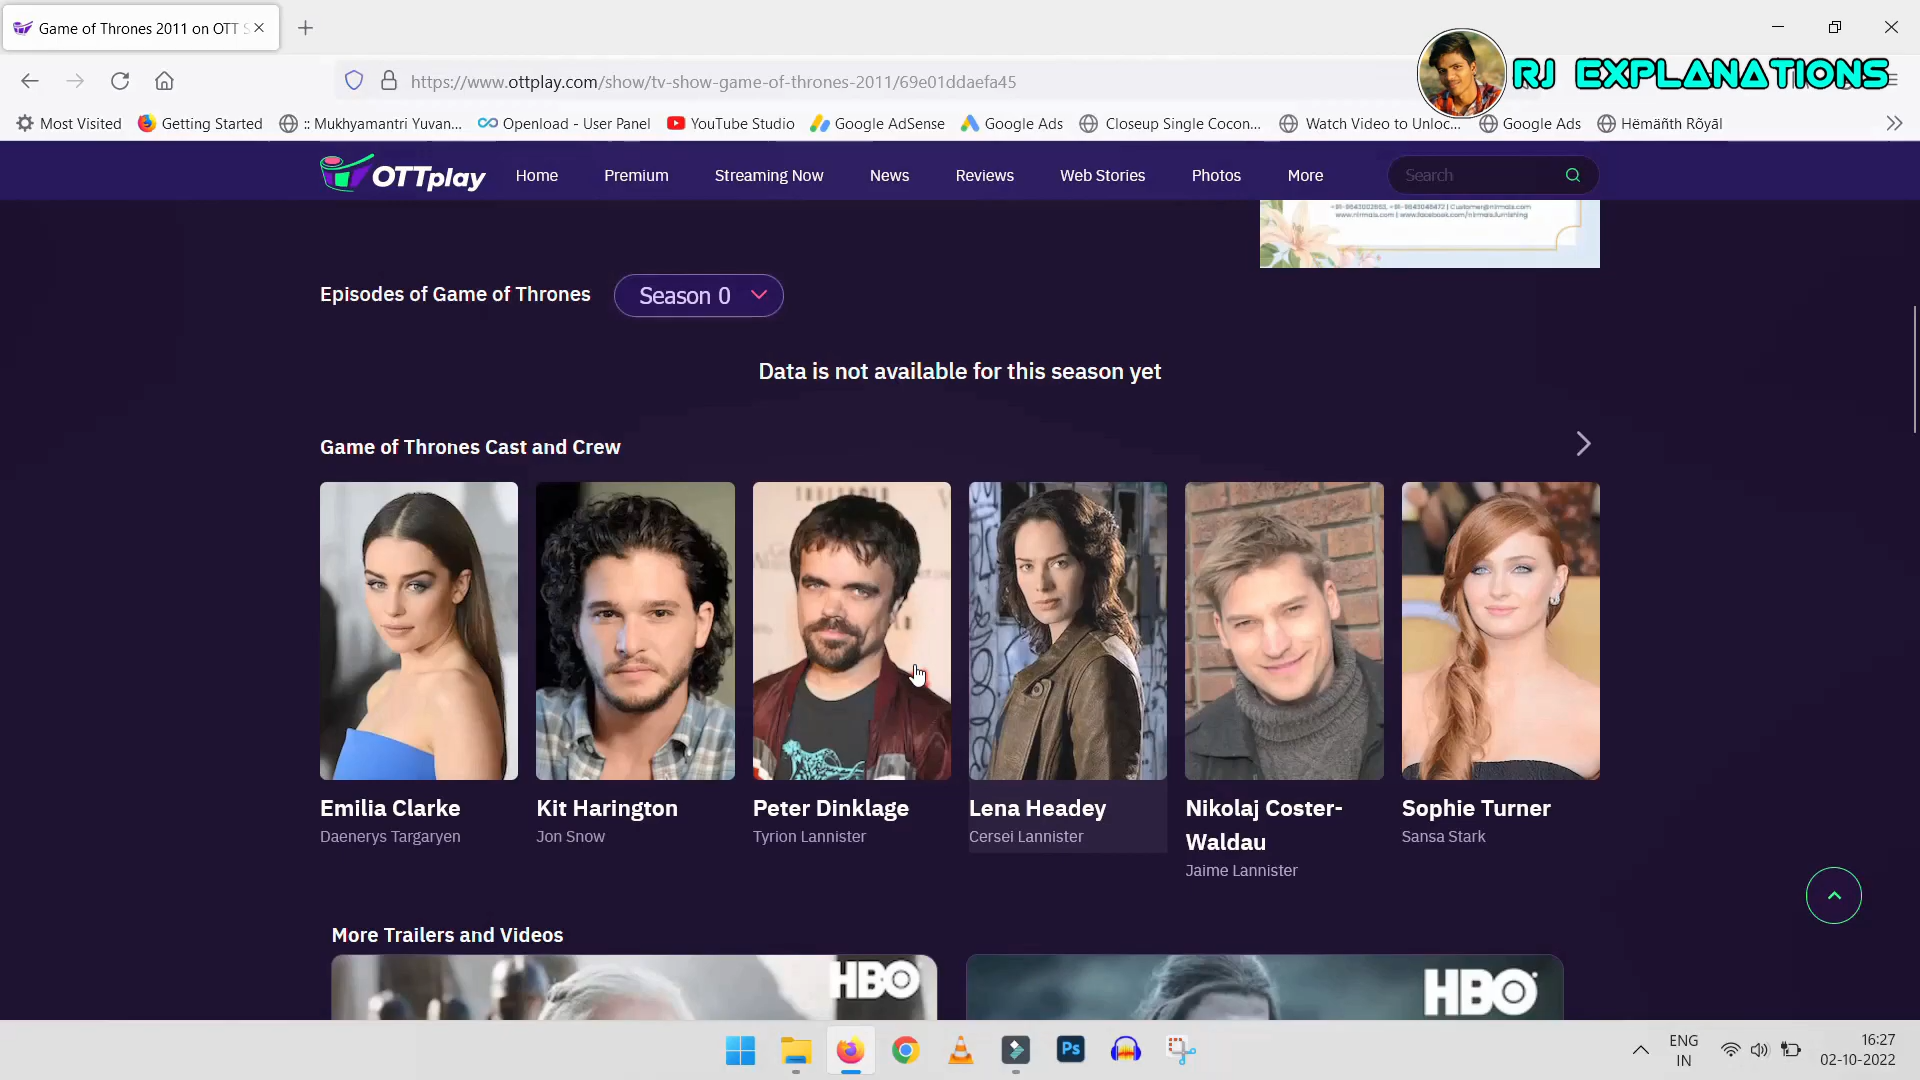 Game of Thrones 2011 on OTT
RJ EXPLANATIONS
https://www.ottplay.com/show/tv-show-game-of-thrones-2011/69e01ddaefa45
Most Visited
Getting Started
:: Mukhyamantri Yuvan...
Openload - User Panel
YouTube Studio
Google AdSense
Google Ads
Closeup Single Cocon...
Watch Video to Unloc...
Google Ads
Hëmäñth Rõyāl
OTTplay
Home
Premium
Streaming Now
News
Reviews
Web Stories
Photos
More
Search
Episodes of Game of Thrones
Season 0
Data is not available for this season yet
Game of Thrones Cast and Crew
Emilia Clarke
Daenerys Targaryen
Kit Harington
Jon Snow
Peter Dinklage
Tyrion Lannister
Lena Headey
Cersei Lannister
Nikolaj Coster-
Waldau
Jaime Lannister
Sophie Turner
Sansa Stark
More Trailers and Videos
HBO
HBO
Ps
ENG
IN
16:27
02-10-2022